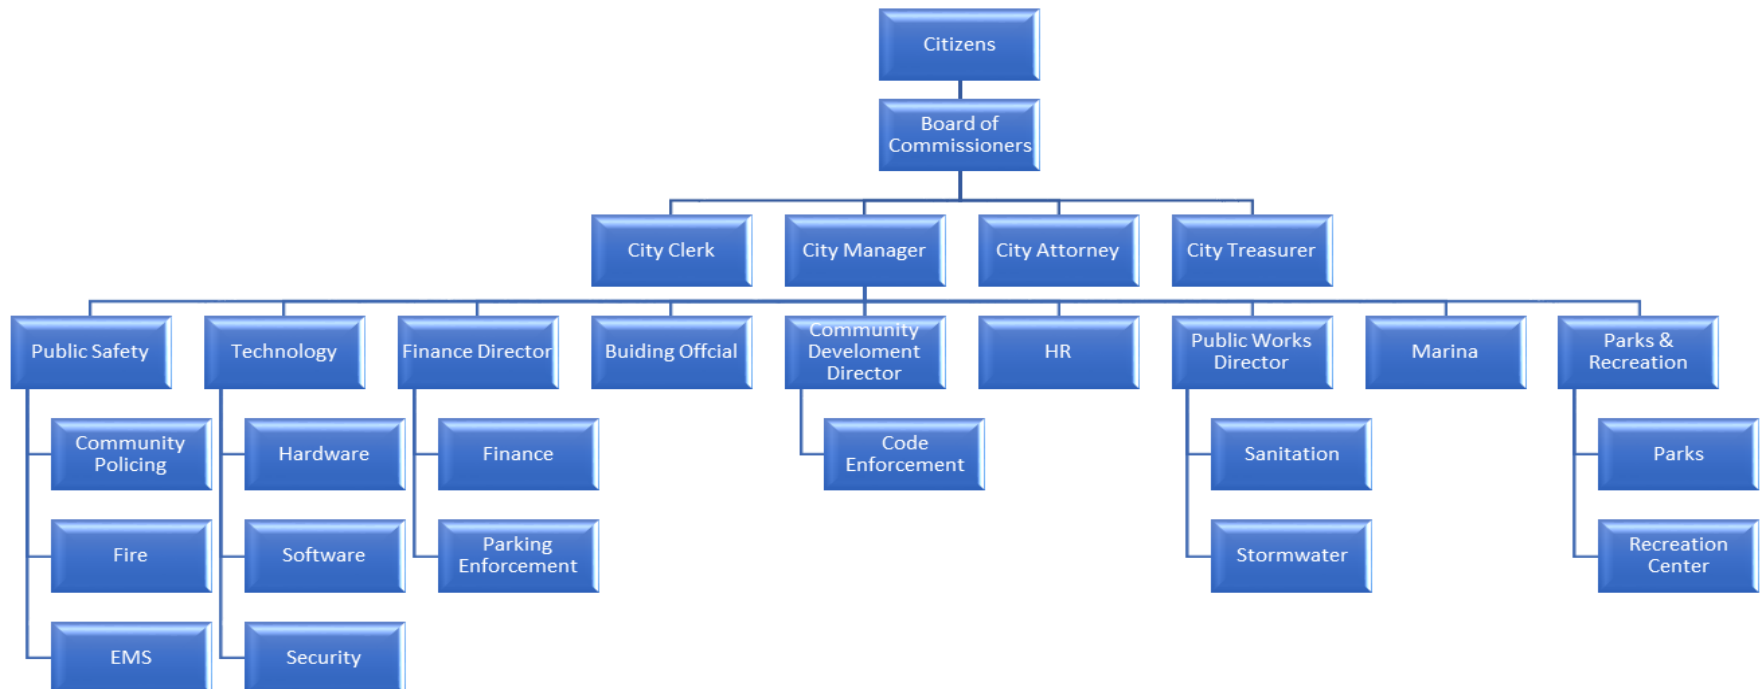 Citizens
Board of
Commissioners
City Clerk
City Manager
City Attorney
City Treasurer
Public Safety
Technology
Finance Director
Buiding Offcial
Community
Develoment
Director
HR
Public Works
Director
Marina
Parks &
Recreation
Community
Policing
Hardware
Finance
Code
Enforcement
Sanitation
Parks
Fire
Software
Parking
Enforcement
Stormwater
Recreation
Center
EMS
Security